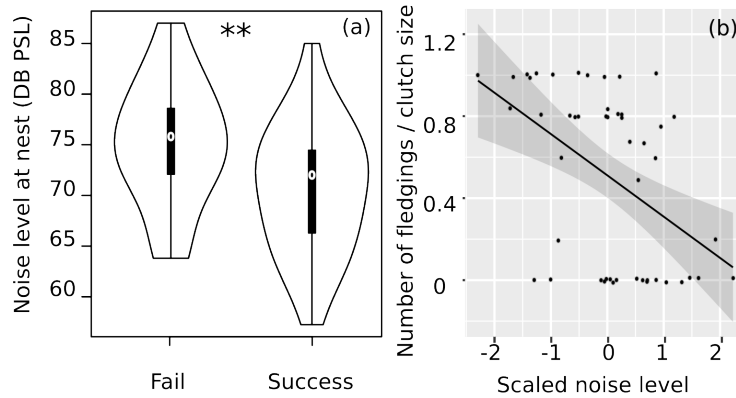 (a)
**
Noise level at nest (DB PSL)
85
80
75
70
65
60
Fail
Success
(b)
Number of fledgings / clutch size
1.2
0.8
0.4
0
-2
-1
0
1
2
Scaled noise level